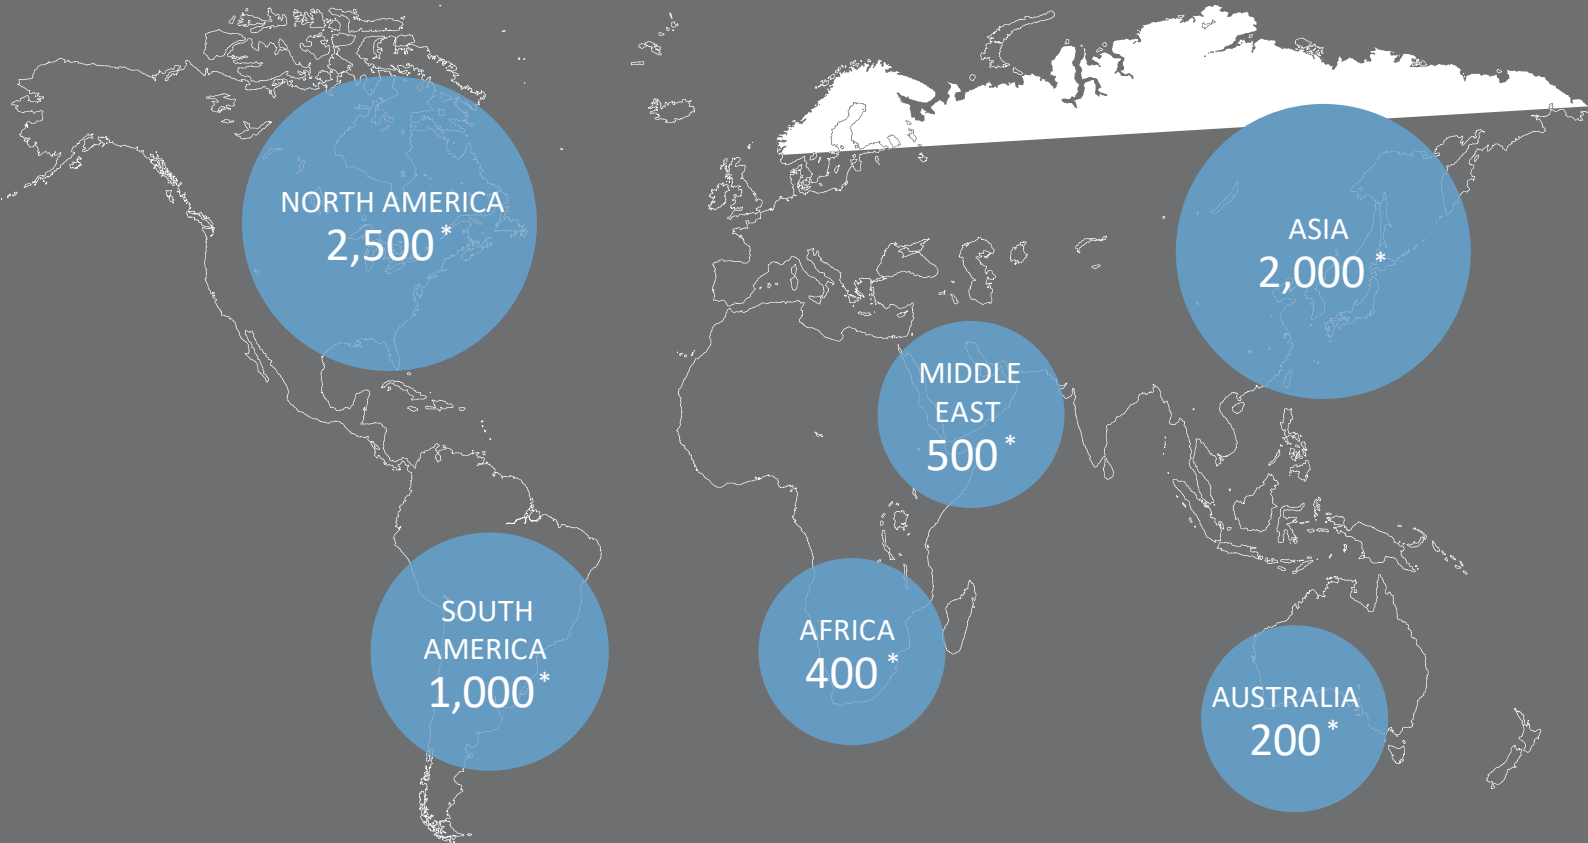 NORTH AMERICA
2,500*
ASIA
2,000*
MIDDLE
EAST
500*
SOUTH
AMERICA
1,000*
AFRICA
400*
AUSTRALIA
200*